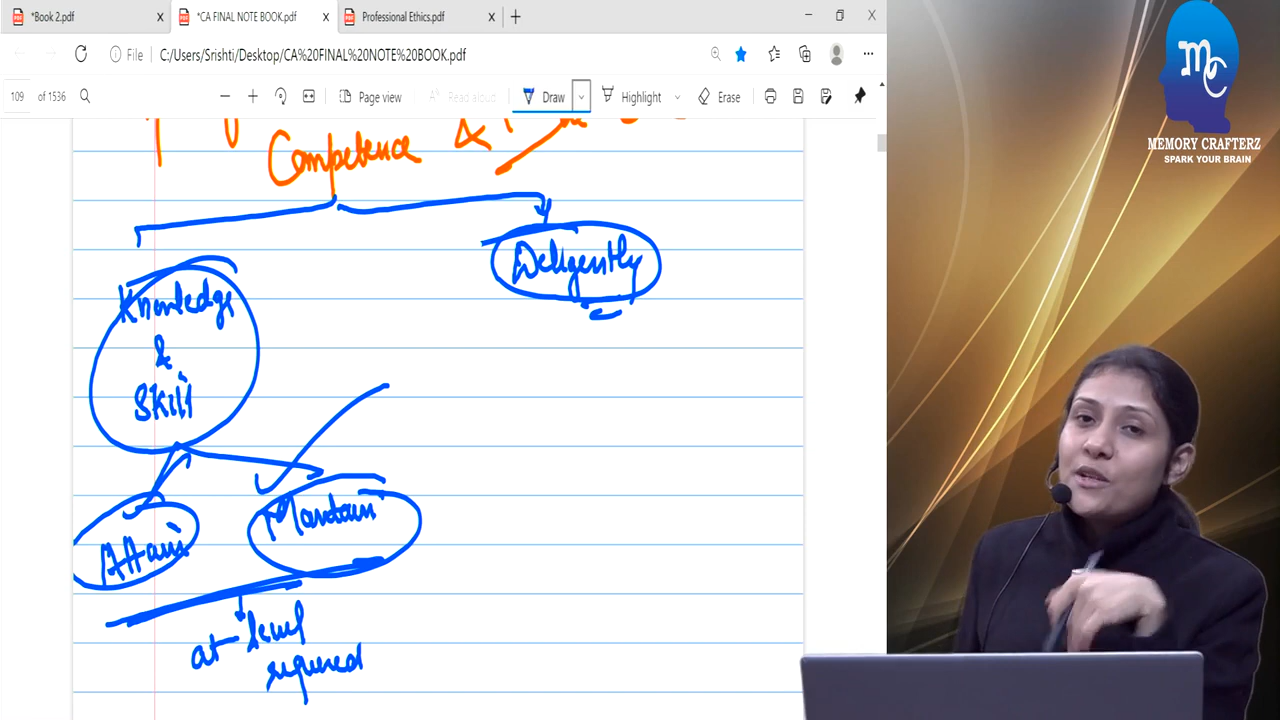 *Book 2.pdf
*CA FINAL NOTE BOOK.pdf
Professional Ethics.pdf
File C:/Users/Srishti/Desktop/CA%20FINAL%20NOTE%20BOOK.pdf
109 of 1536
Page view
Read aloud
Draw
Highlight
Erase
Competence &
Deligently
Knowledge
&
Skill
Attain
Maintain
at level
required
MC
MEMORY CRAFTERZ
SPARK YOUR BRAIN